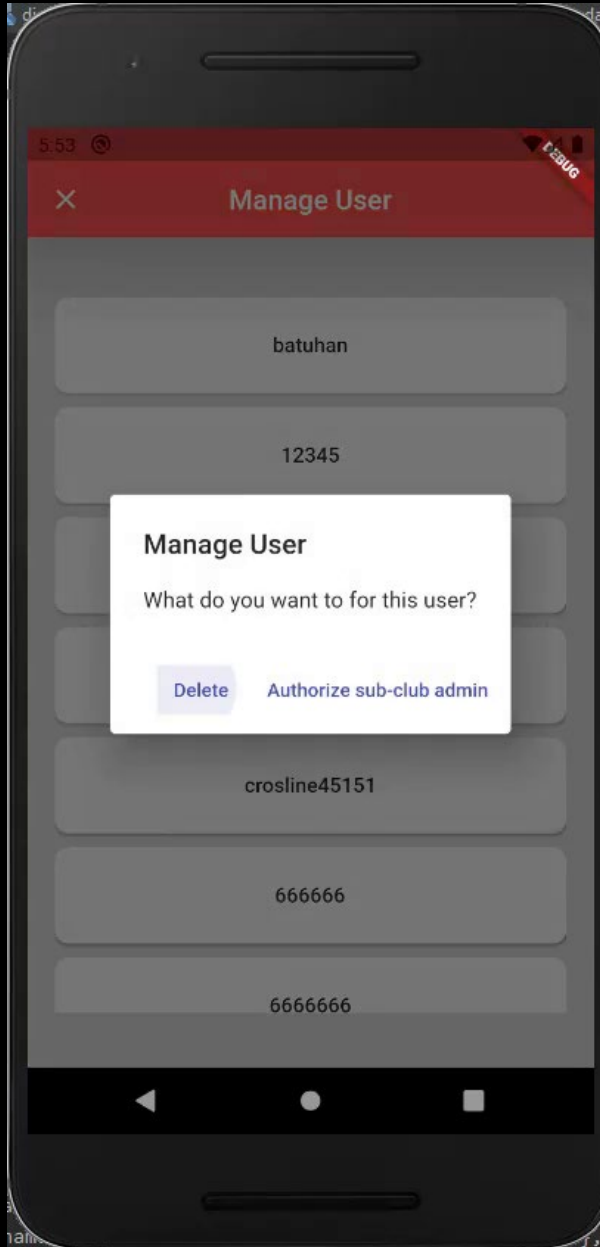 5:53
DEBUG
Manage User
batuhan
12345
Manage User
What do you want to for this user?
Delete
Authorize sub-club admin
crosline45151
666666
6666666